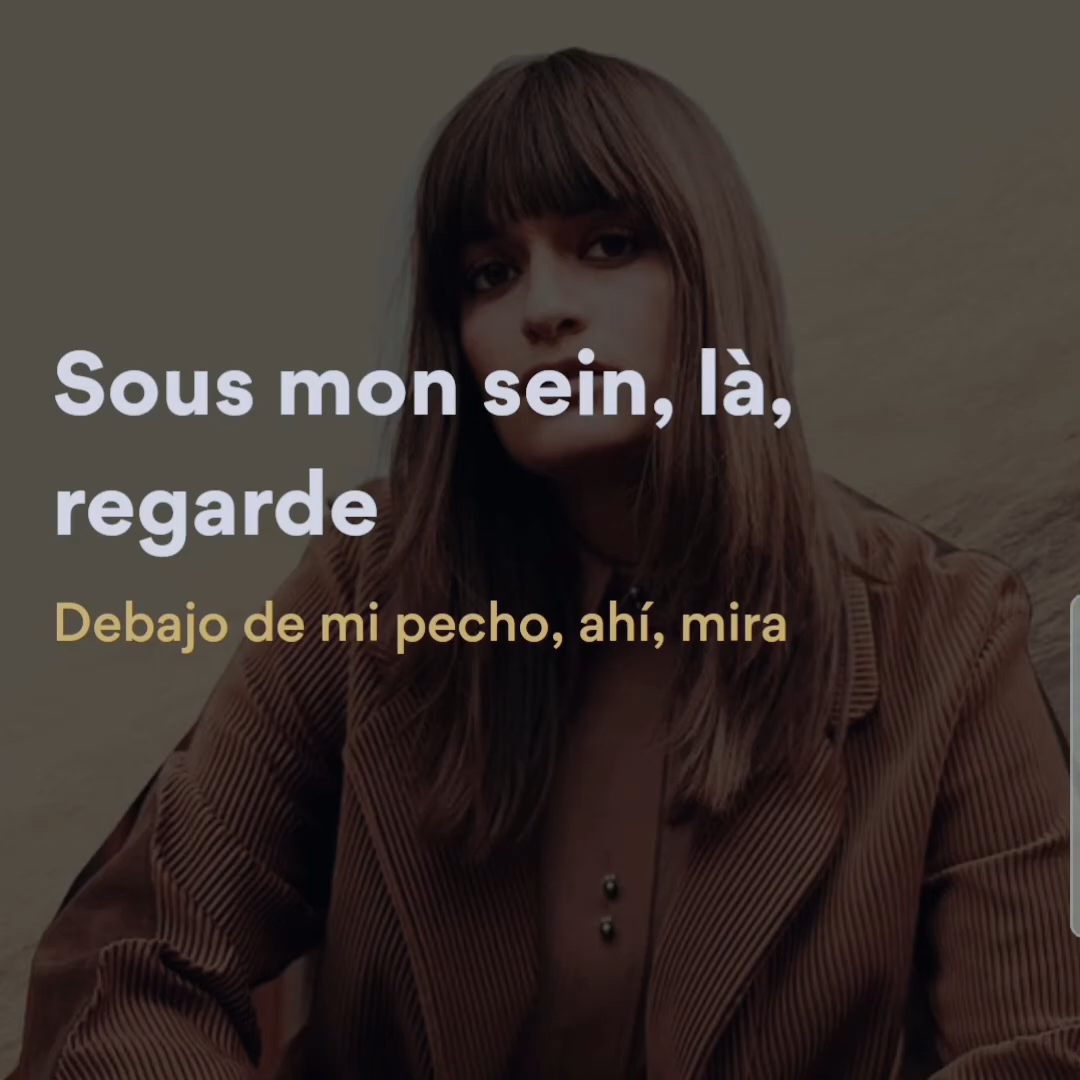 Sous mon sein, là,
regarde
Debajo de mi pecho, ahí, mira